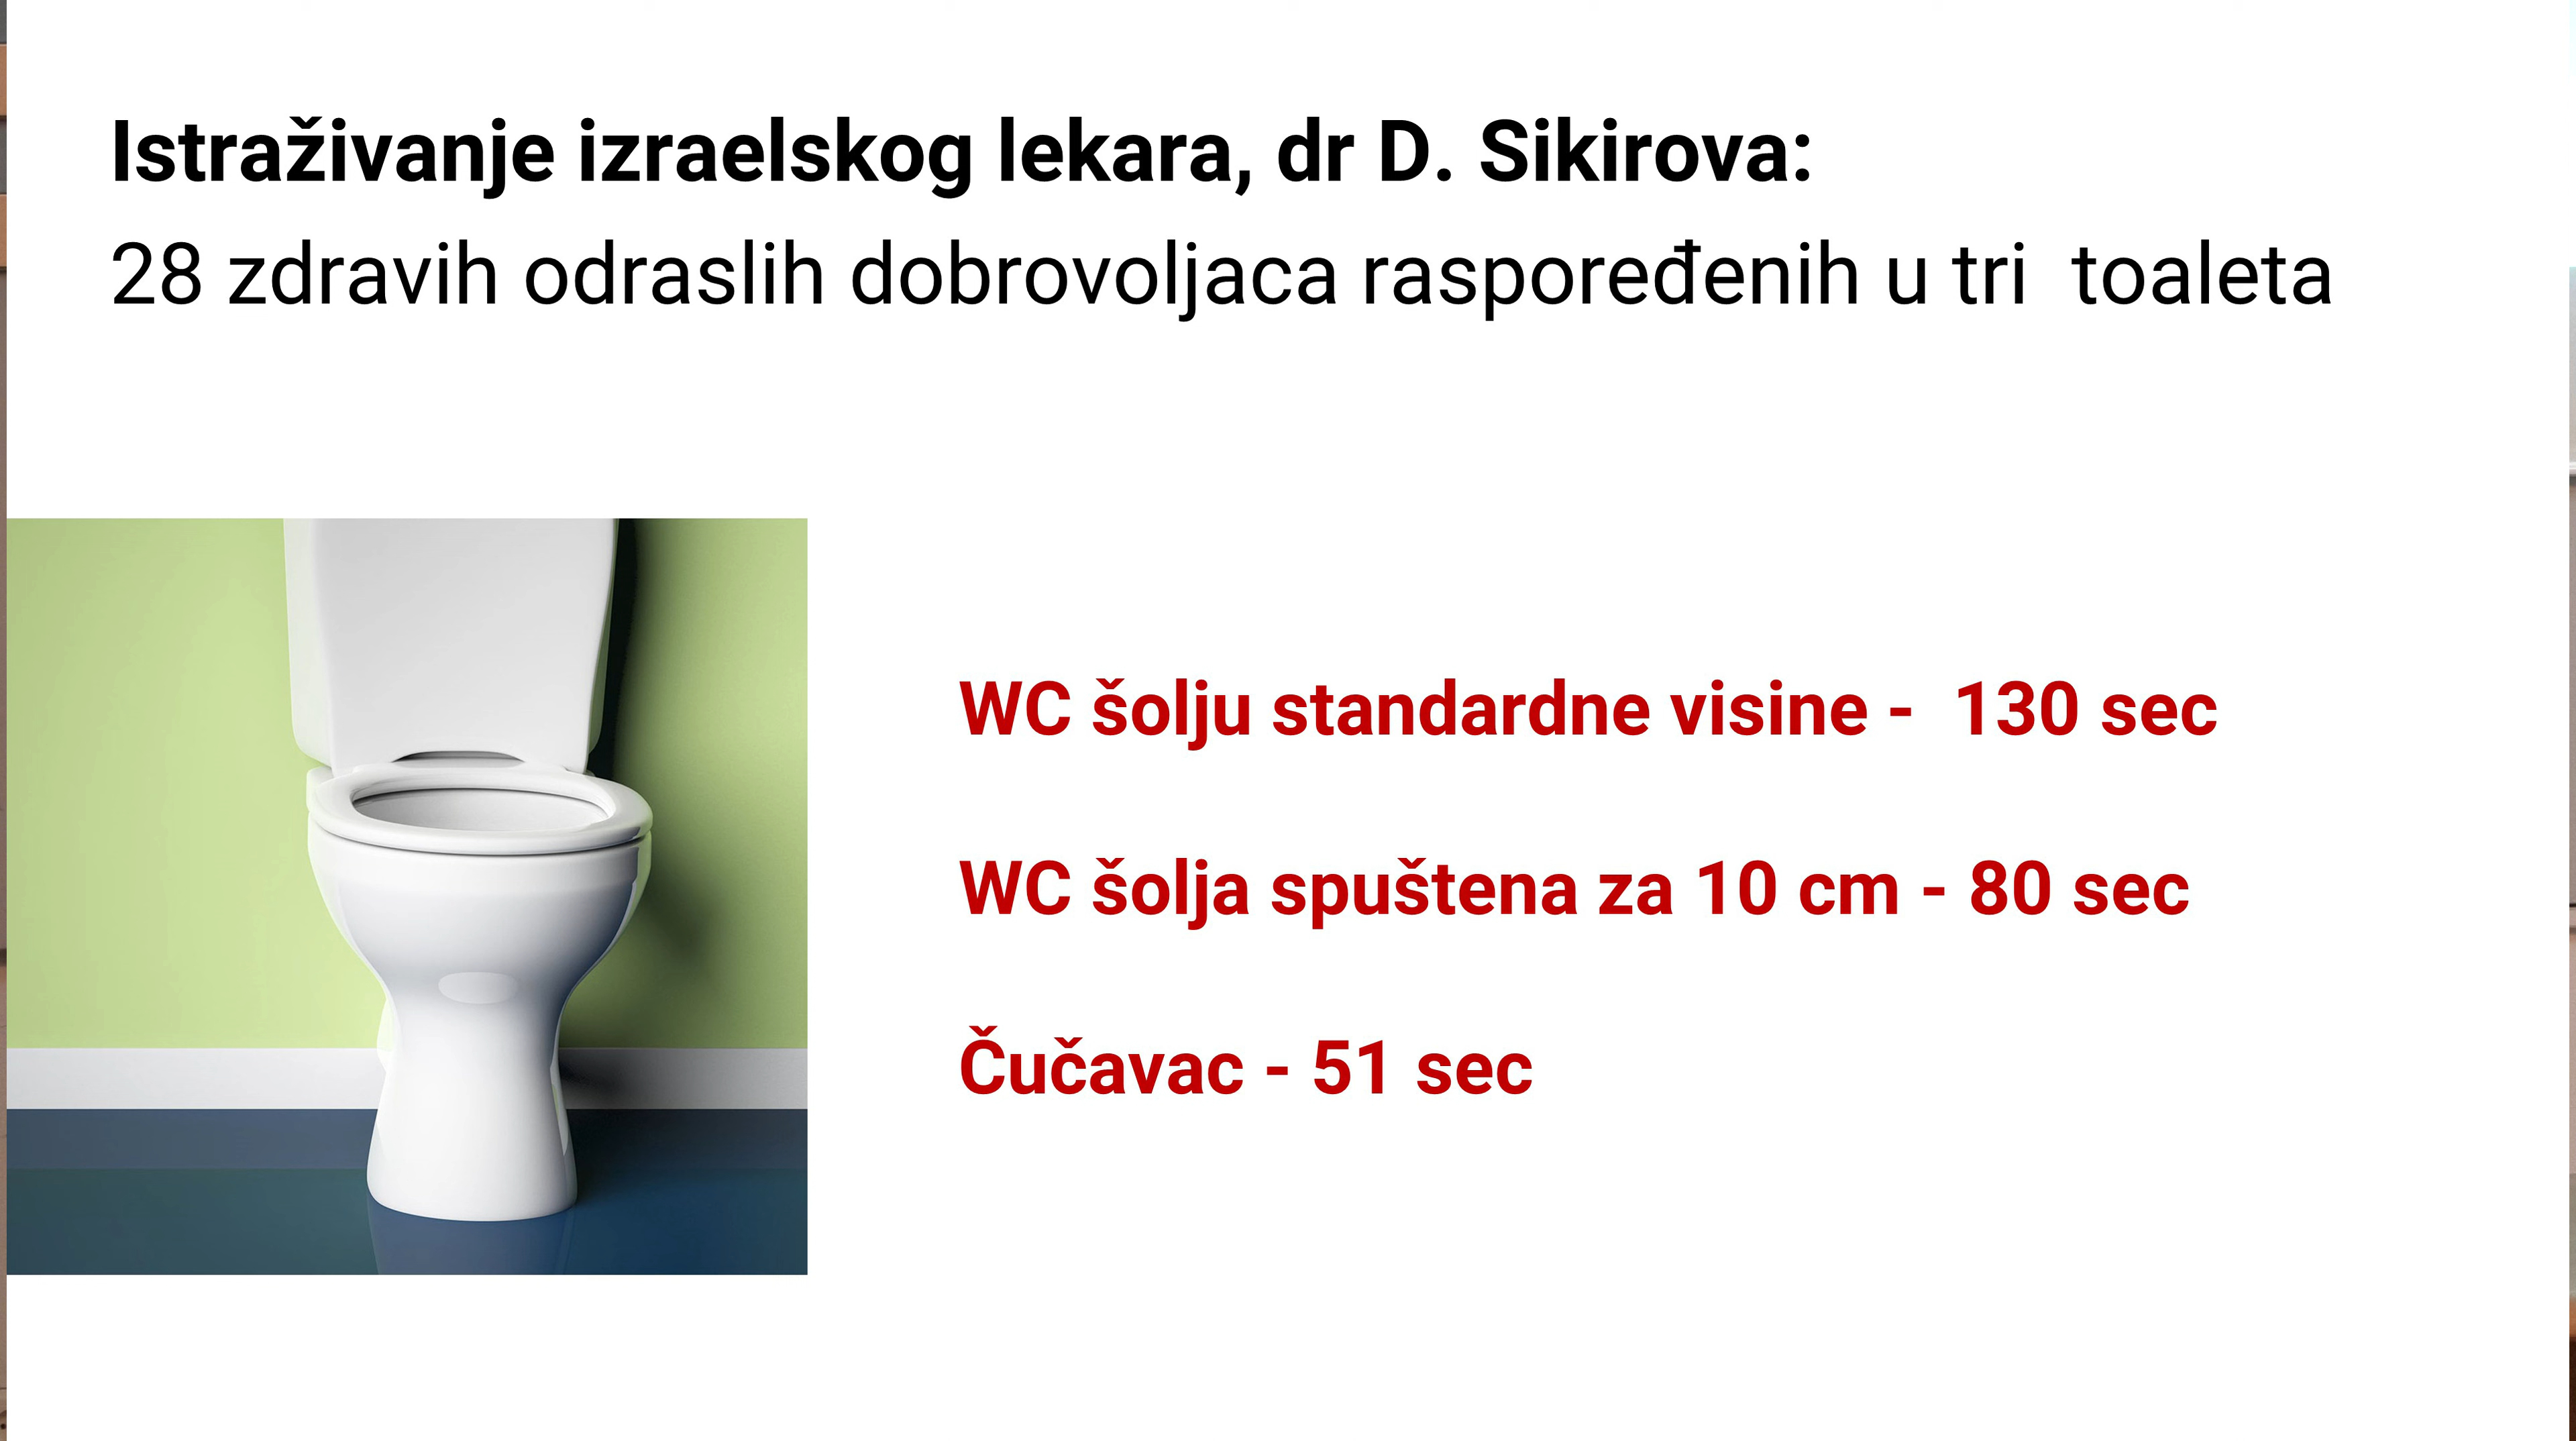 Istraživanje izraelskog lekara, dr D. Sikirova:
28 zdravih odraslih dobrovoljaca raspoređenih u tri  toaleta
WC šolju standardne visine -  130 sec
WC šolja spuštena za 10 cm - 80 sec
Čučavac - 51 sec